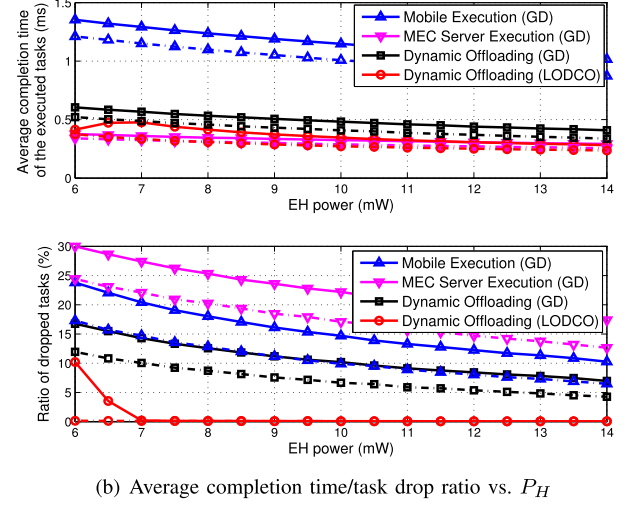 1.5
1
0.5
0
Average completion time
of the executed tasks (ms)
Mobile Execution (GD)
MEC Server Execution (GD)
Dynamic Offloading (GD)
Dynamic Offloading (LODCO)
6 7 8 9 10 11 12 13 14
EH power (mW)
30
25
20
15
10
5
0
Ratio of dropped tasks (%)
Mobile Execution (GD)
MEC Server Execution (GD)
Dynamic Offloading (GD)
Dynamic Offloading (LODCO)
6 7 8 9 10 11 12 13 14
EH power (mW)
(b) Average completion time/task drop ratio vs. P_H